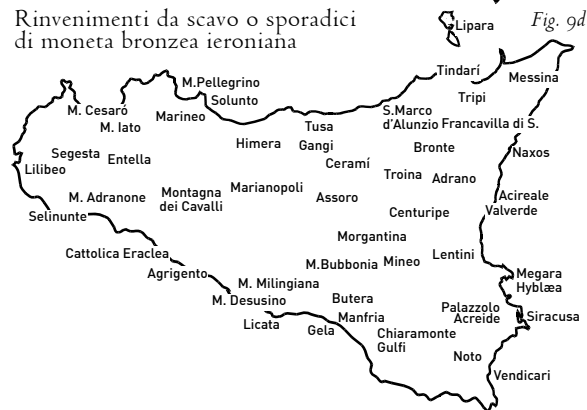 Rinvenimenti da scavo o sporadici
di moneta bronzea ieroniana
Fig. 9d
Lipara
Tindarí
Messina
M.Pellegrino
Solunto
Tripi
M. Cesaró
Marineo
M. Iato
S.Marco
d'Alunzio
Francavilla di S.
Tusa
Himera
Gangi
Bronte
Naxos
Segesta
Entella
Ceramí
Lilibeo
Troina
Adrano
Marianopoli
M. Adranone
Montagna
dei Cavalli
Assoro
Acireale
Valverde
Selinunte
Centuripe
Morgantina
Cattolica Eraclea
Lentini
M.Bubbonia
Mineo
Agrigento
Megara
Hyblæa
M. Milingiana
M. Desusino
Butera
Palazzolo
Acreide
Siracusa
Manfria
Licata
Gela
Chiaramonte
Gulfi
Noto
Vendicari